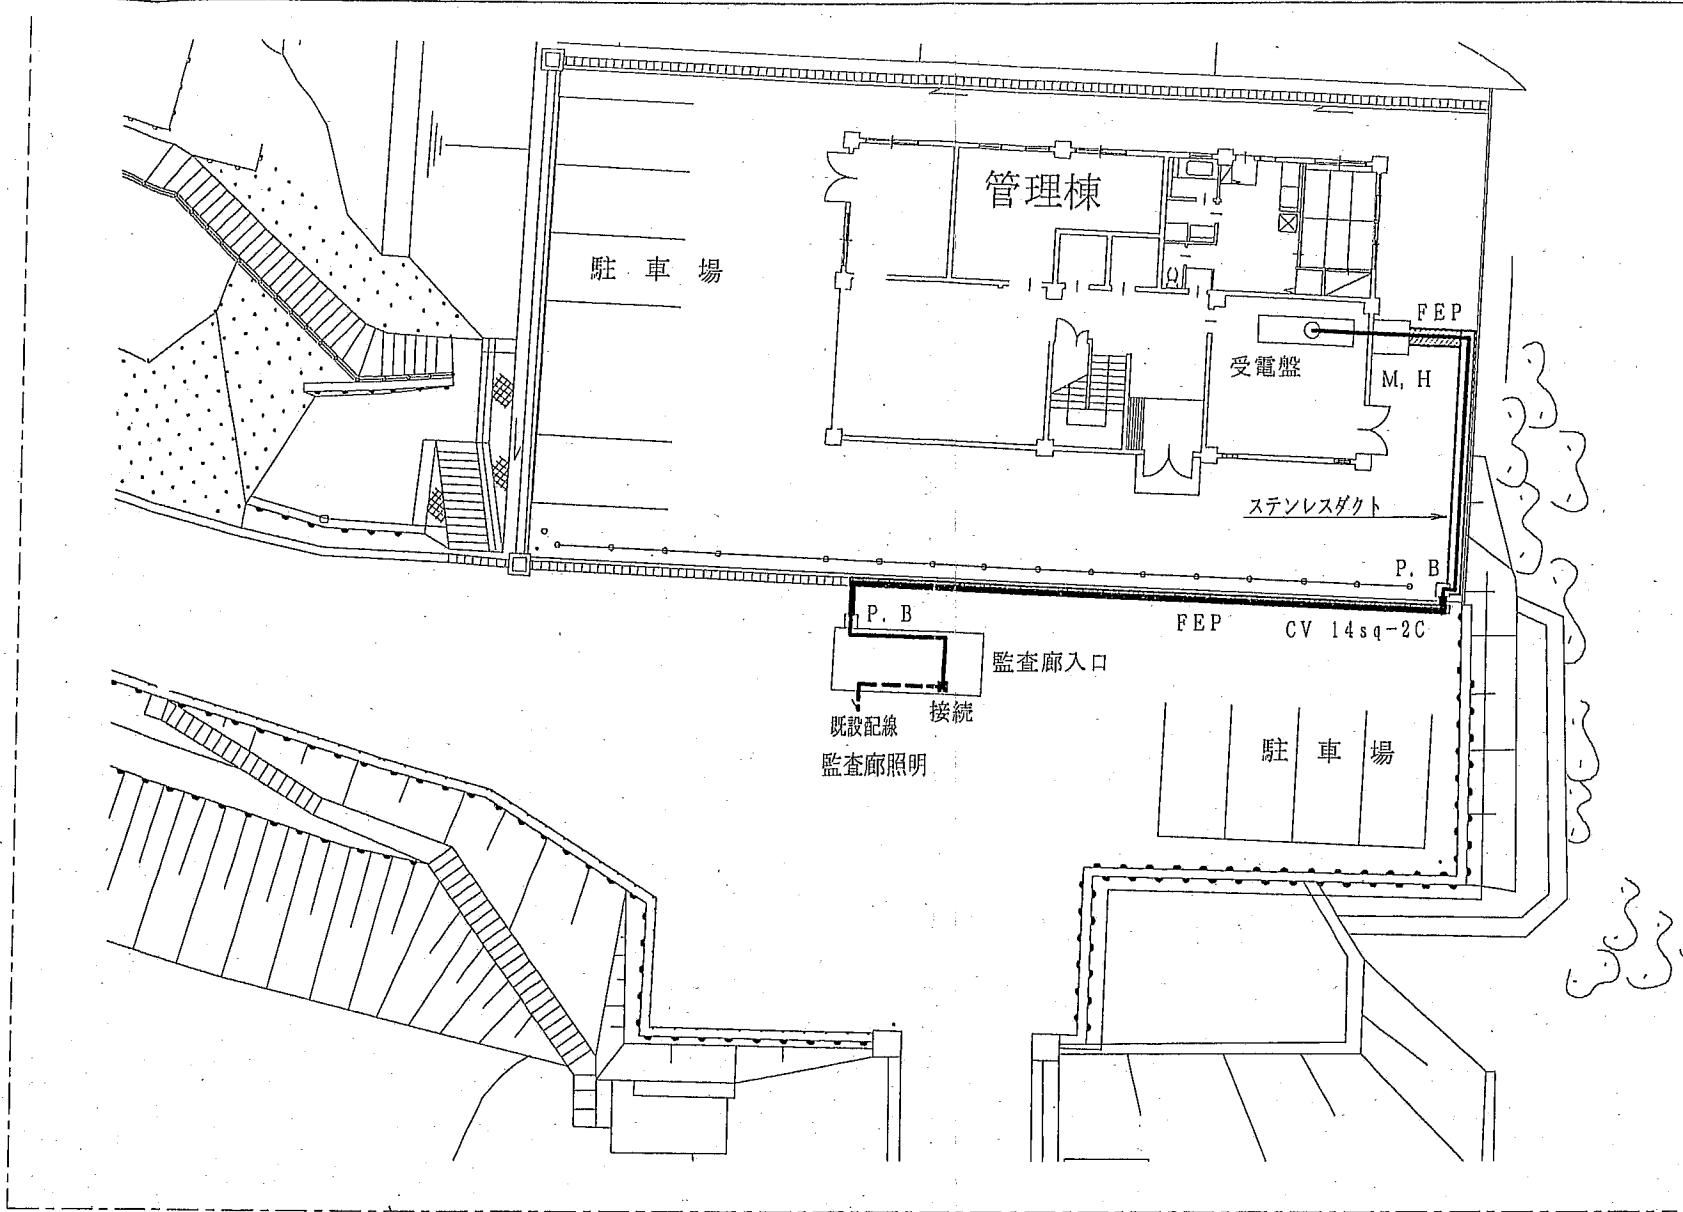 管理棟
駐車場
FEP
受電盤
M, H
ステンレスダクト
P. B
P. B
FEP
CV 14sq-2C
監査廊入口
既設配線
接続
監査廊照明
駐車場